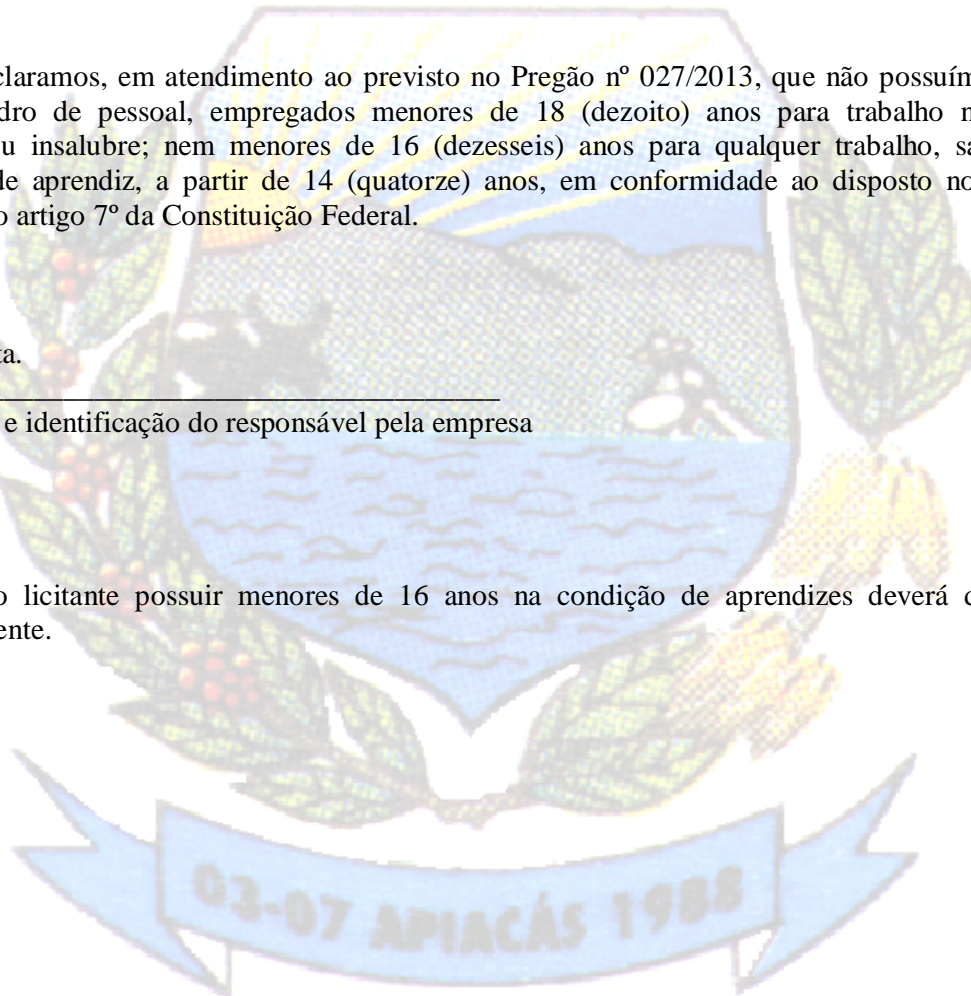 claramos, em atendimento ao previsto no Pregão nº 027/2013, que não possuím
dro de pessoal, empregados menores de 18 (dezoito) anos para trabalho n
u insalubre; nem menores de 16 (dezesseis) anos para qualquer trabalho, sa
de aprendiz, a partir de 14 (quatorze) anos, em conformidade ao disposto no
o artigo 7º da Constituição Federal.
ta.
e identificação do responsável pela empresa
o licitante possuir menores de 16 anos na condição de aprendizes deverá d
ente.
03-07 APIACÁS 1988